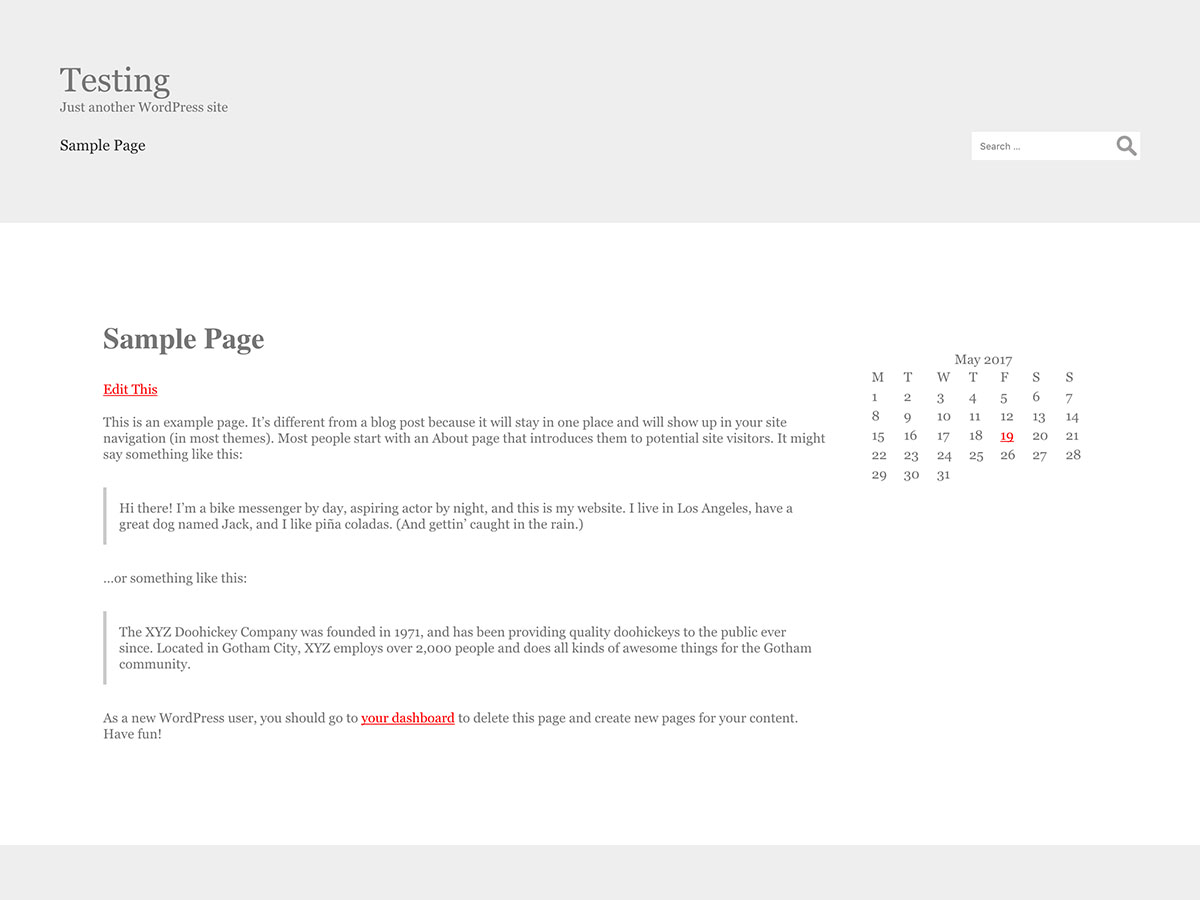 Testing
Just another WordPress site
Sample Page
Search ...
Sample Page
Edit This
This is an example page. It’s different from a blog post because it will stay in one place and will show up in your site
navigation (in most themes). Most people start with an About page that introduces them to potential site visitors. It might
say something like this:
Hi there! I’m a bike messenger by day, aspiring actor by night, and this is my website. I live in Los Angeles, have a
great dog named Jack, and I like piña coladas. (And gettin’ caught in the rain.)
...or something like this:
The XYZ Doohickey Company was founded in 1971, and has been providing quality doohickeys to the public ever
since. Located in Gotham City, XYZ employs over 2,000 people and does all kinds of awesome things for the Gotham
community.
As a new WordPress user, you should go to your dashboard to delete this page and create new pages for your content.
Have fun!
May 2017
M T W T F S S
1 2 3 4 5 6 7
8 9 10 11 12 13 14
15 16 17 18 19 20 21
22 23 24 25 26 27 28
29 30 31